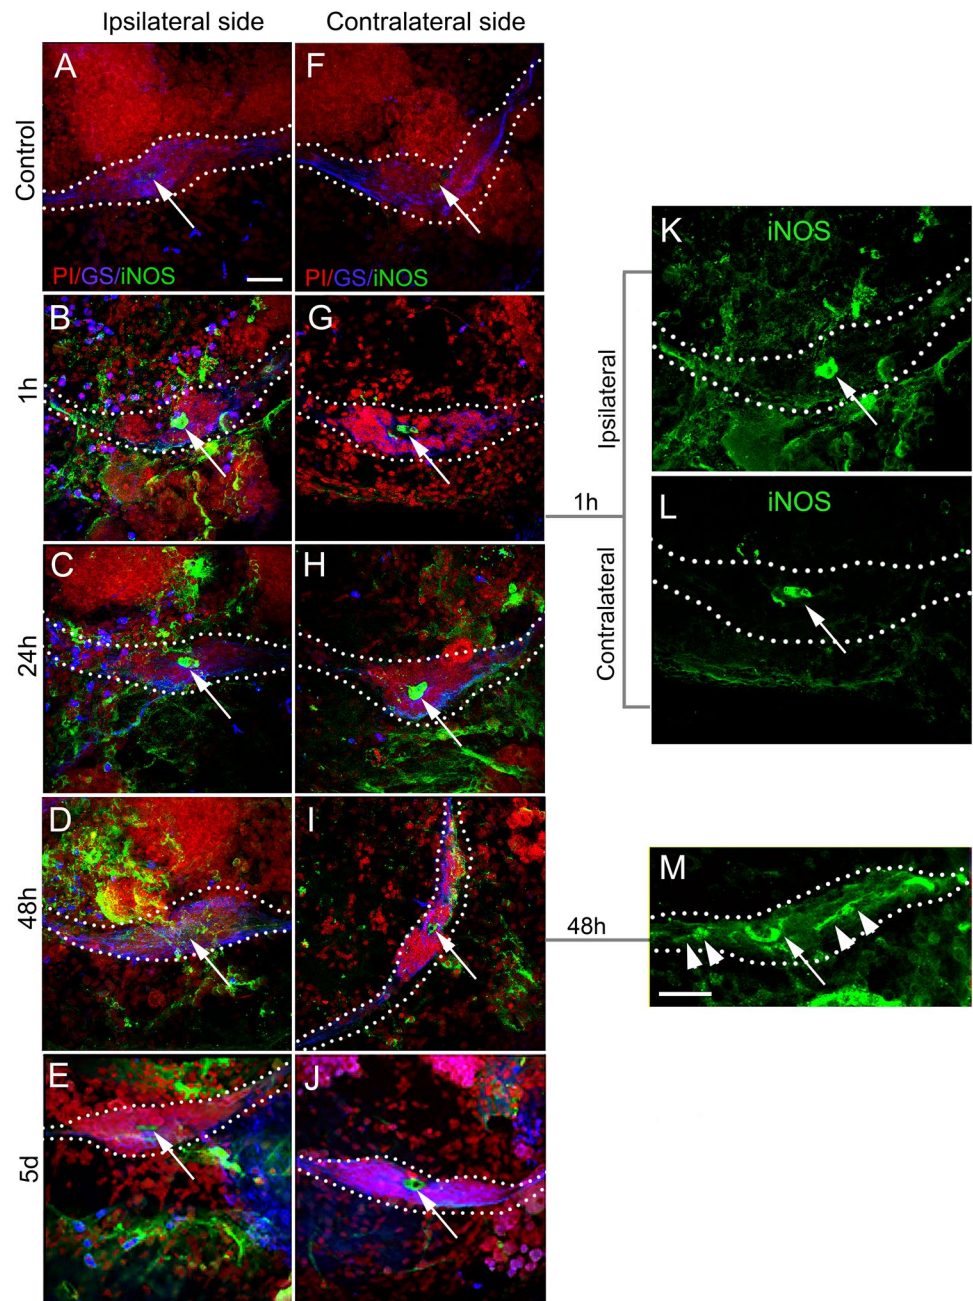 Ipsilateral side
Contralateral side
Control
A
PI/GS/iNOS
F
PI/GS/iNOS
1h
B
G
24h
C
H
48h
D
I
5d
E
J
1h
Ipsilateral
K
iNOS
Contralateral
L
iNOS
48h
M